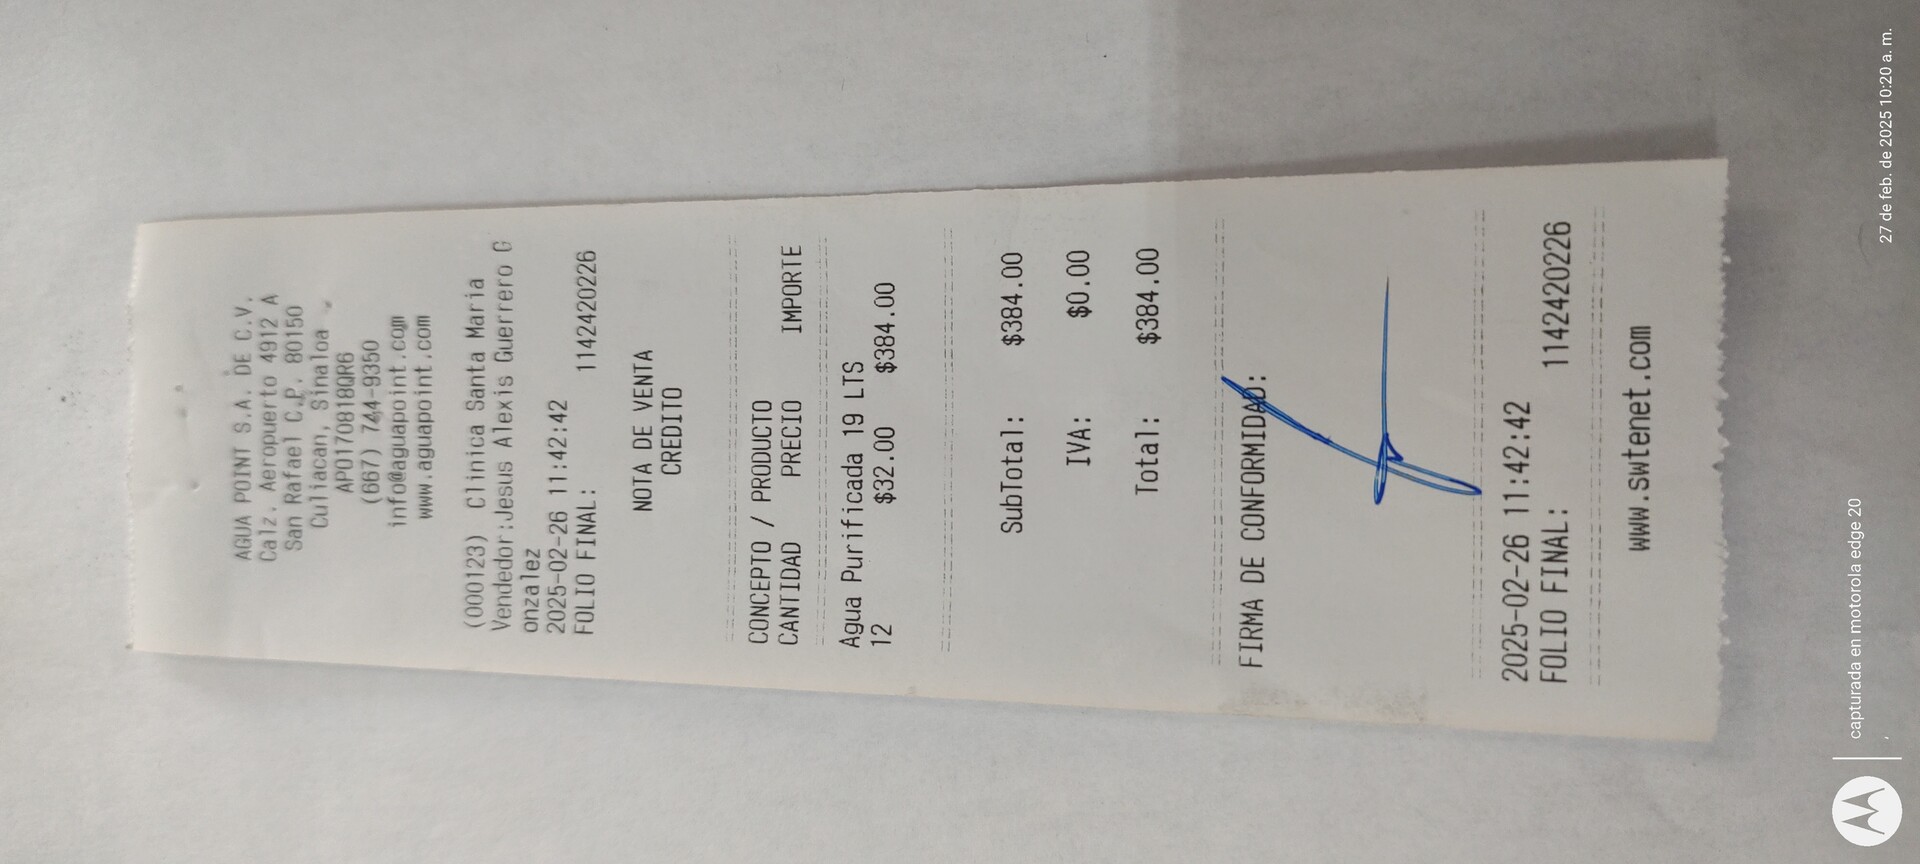 AGUA POINT S.A. DE C.V.
Calz. Aeropuerto 4912 A
San Rafael C.P. 80150
Culiacan, Sinaloa
APO170818QR6
(667) 744-9350
info@aguapoint.com
www.aguapoint.com
(000123) Clinica Santa Maria
Vendedor:Jesus Alexis Guerrero G
onzalez
2025-02-26 11:42:42
FOLIO FINAL: 1142420226
NOTA DE VENTA
CREDITO
CONCEPTO / PRODUCTO
CANTIDAD PRECIO IMPORTE
Agua Purificada 19 LTS
12 $32.00 $384.00
SubTotal: $384.00
IVA: $0.00
Total: $384.00
FIRMA DE CONFORMIDAD:
2025-02-26 11:42:42
FOLIO FINAL: 1142420226
www.swtenet.com
capturada en motorola edge 20
27 de feb. de 2025 10:20 a. m.